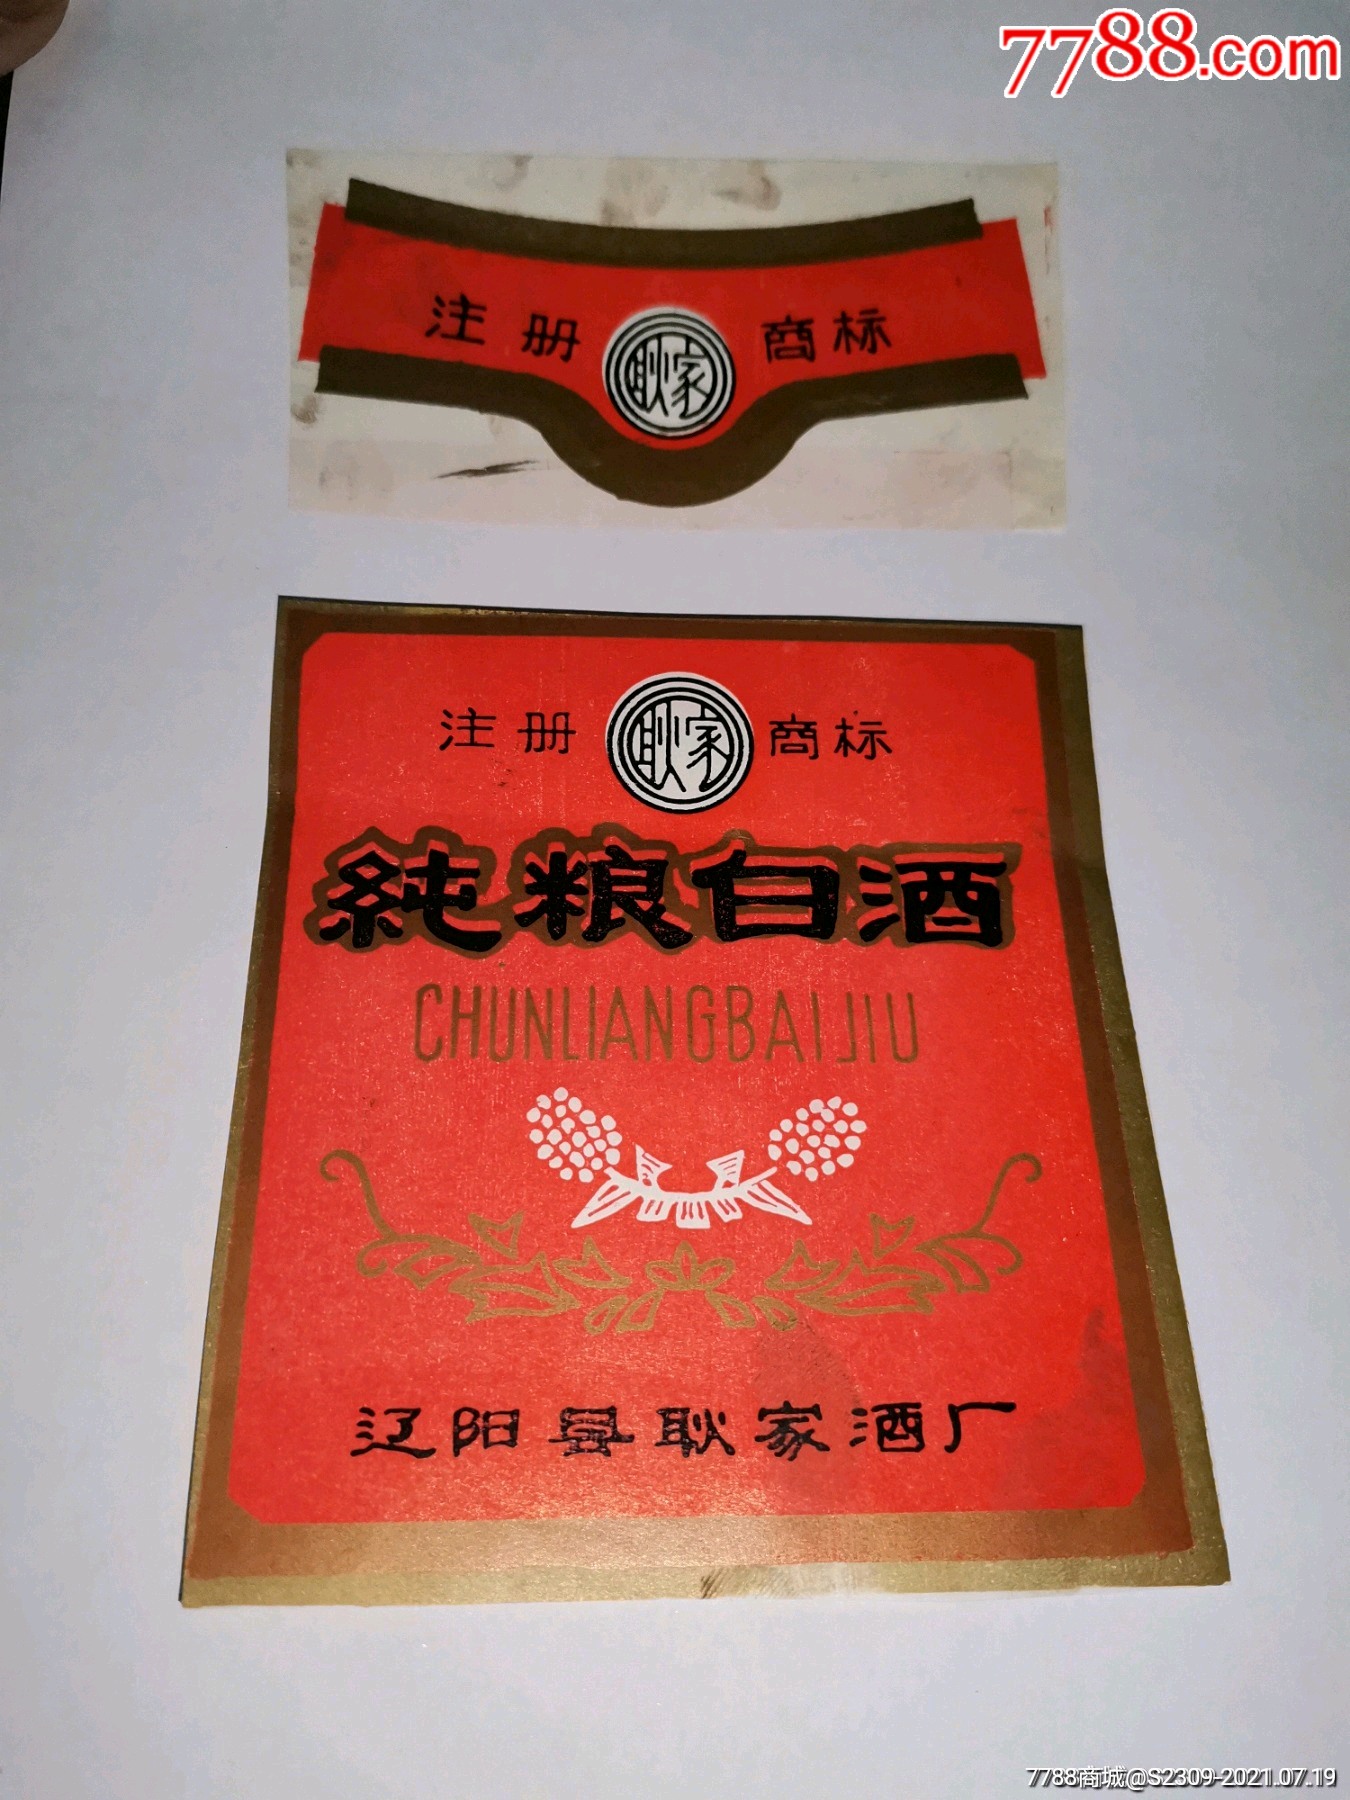 7788.com
注册 耿家 商标
注册 耿家 商标
純粮白酒
CHUNLIANGBAIJIU
辽阳县耿家酒厂
7788商城@S2309-2021.07.19